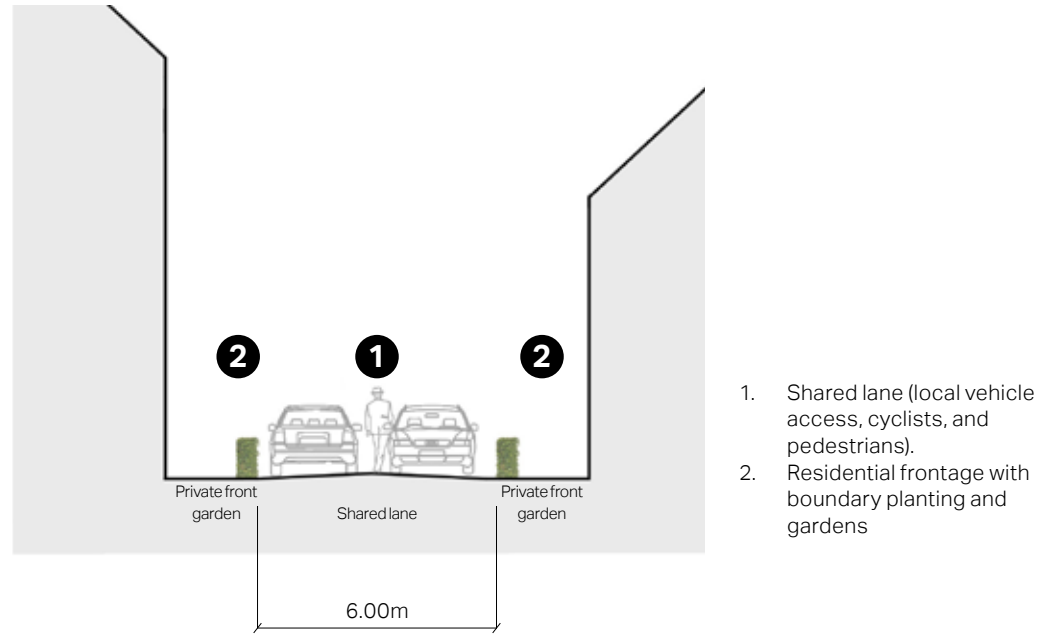 2
1
2
Private front
garden
Shared lane
Private front
garden
6.00m
1. Shared lane (local vehicle
access, cyclists, and
pedestrians).
2. Residential frontage with
boundary planting and
gardens